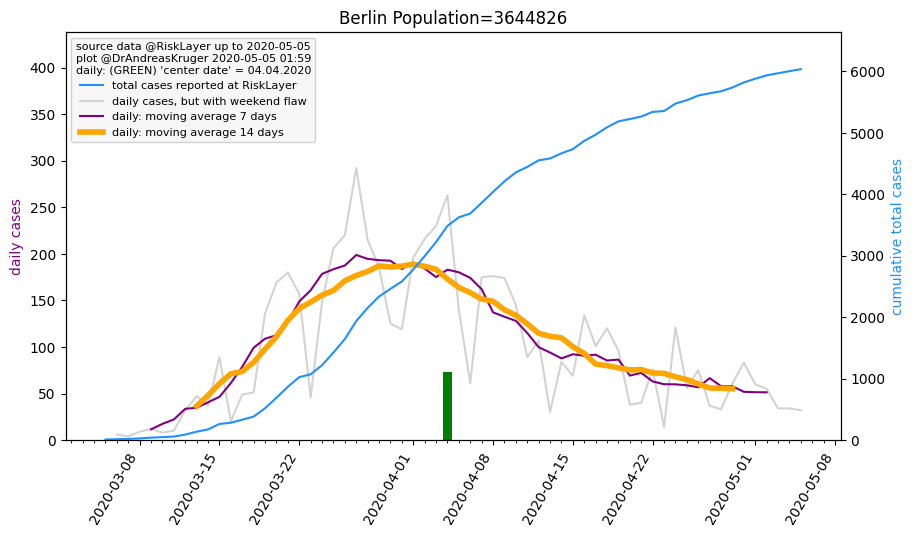 Berlin Population=3644826
source data @RiskLayer up to 2020-05-05
plot @DrAndreasKruger 2020-05-05 01:59
daily: (GREEN) 'center date' = 04.04.2020
total cases reported at RiskLayer
daily cases, but with weekend flaw
daily: moving average 7 days
daily: moving average 14 days
daily cases
400
350
300
250
200
150
100
50
0
6000
5000
4000
3000
2000
1000
0
cumulative total cases
2020-03-08
2020-03-15
2020-03-22
2020-04-01
2020-04-08
2020-04-15
2020-04-22
2020-05-01
2020-05-08